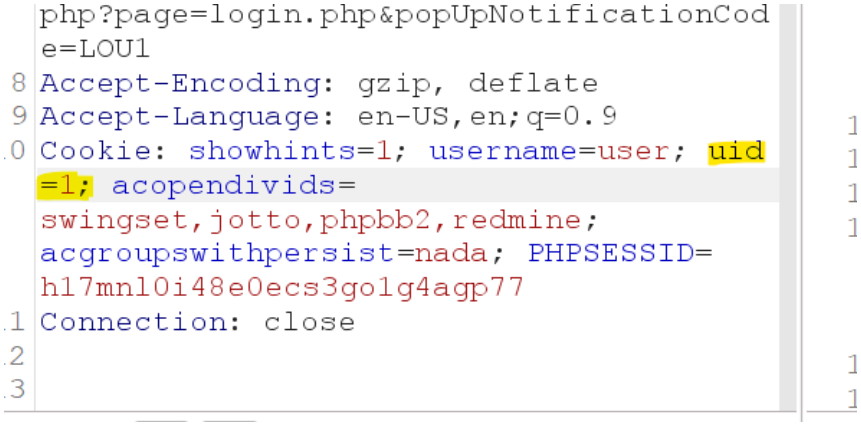 php?page=login.php&popUpNotificationCod
e=LOU1
8 Accept-Encoding: gzip, deflate
9 Accept-Language: en-US,en;q=0.9
.0 Cookie: showhints=1; username=user; uid
=1; acopendivids=
swingset,jotto,phpbb2,redmine;
acgroupswithpersist=nada; PHPSESSID=
h17mnl0i48e0ecs3go1g4agp77
.1 Connection: close
.2
.3
1
1
1
1
1
1